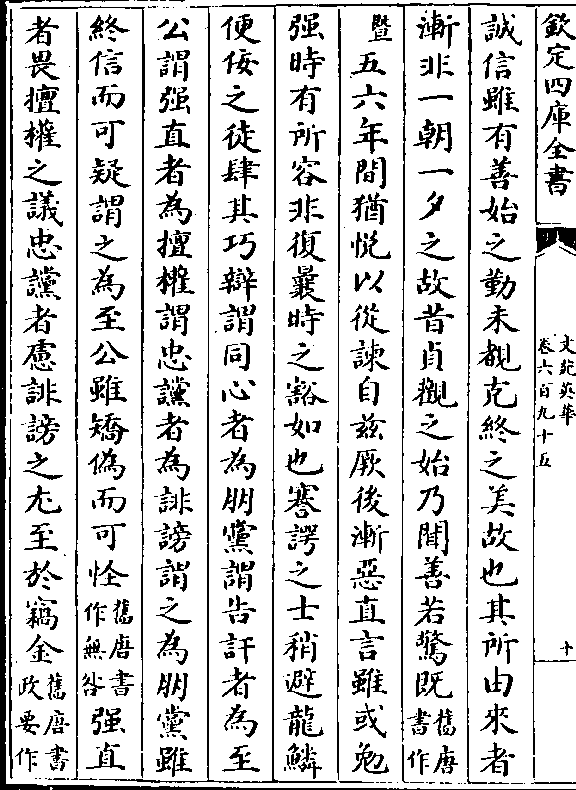 欽定四庫全書
文苑英華
卷六百九十五
十
誠信雖有善始之勤未覩克終之美故也其所由來者
漸非一朝一夕之故昔貞觀之始乃聞善若驚既舊唐書作
暨五六年間猶悦以從諫自兹厥後漸惡直言雖或勉
强時有所容非復曩時之豁如也謇諤之士稍避龍鱗
便佞之徒肆其巧辯謂同心者為朋黨謂告訐者為至
公謂强直者為擅權謂忠讜者為誹謗謂之為朋黨雖
終信而可疑謂之為至公雖矯偽而可恠舊唐書作無咎强直
者畏擅權之議忠讜者慮誹謗之尤至於竊金舊唐書政要作